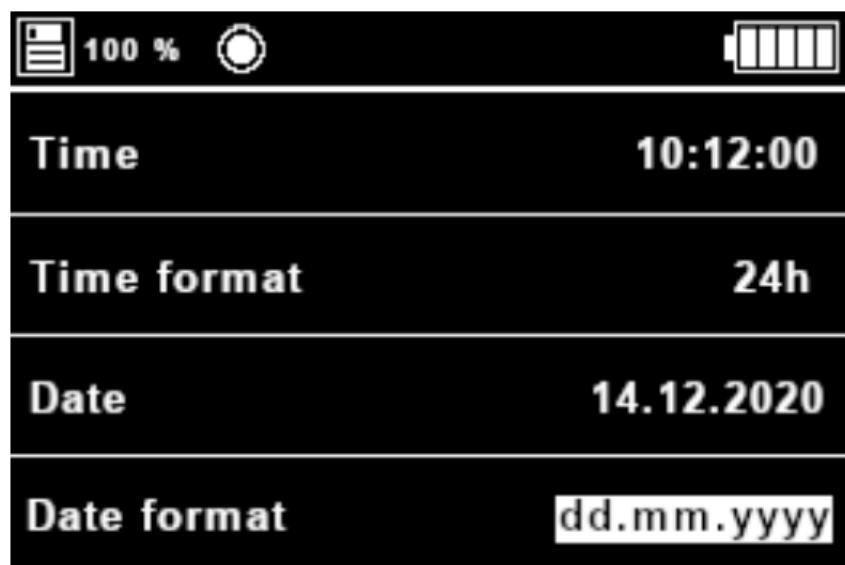 100 %
Time 10:12:00
Time format 24h
Date 14.12.2020
Date format dd.mm.yyyy